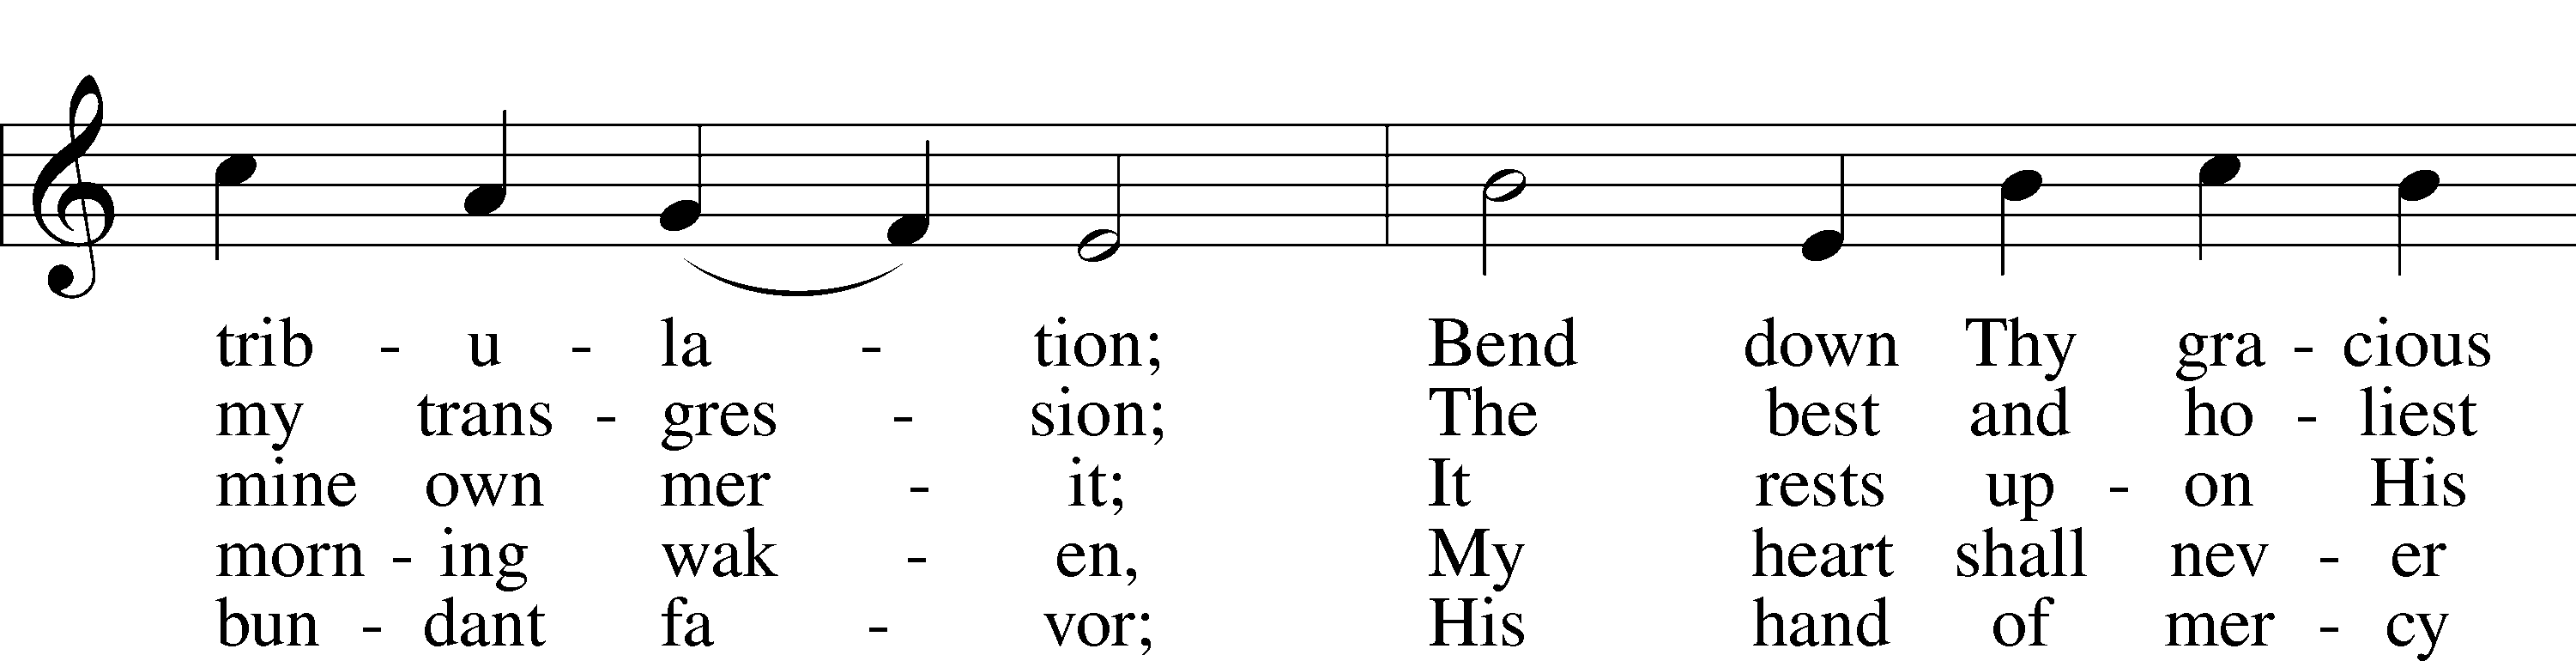 trib - u - la - tion; Bend down Thy gra - cious
my trans - gres - sion; The best and ho - liest
mine own mer - it; It rests up - on His
morn - ing wak - en, My heart shall nev - er
bun - dant fa - vor; His hand of mer - cy